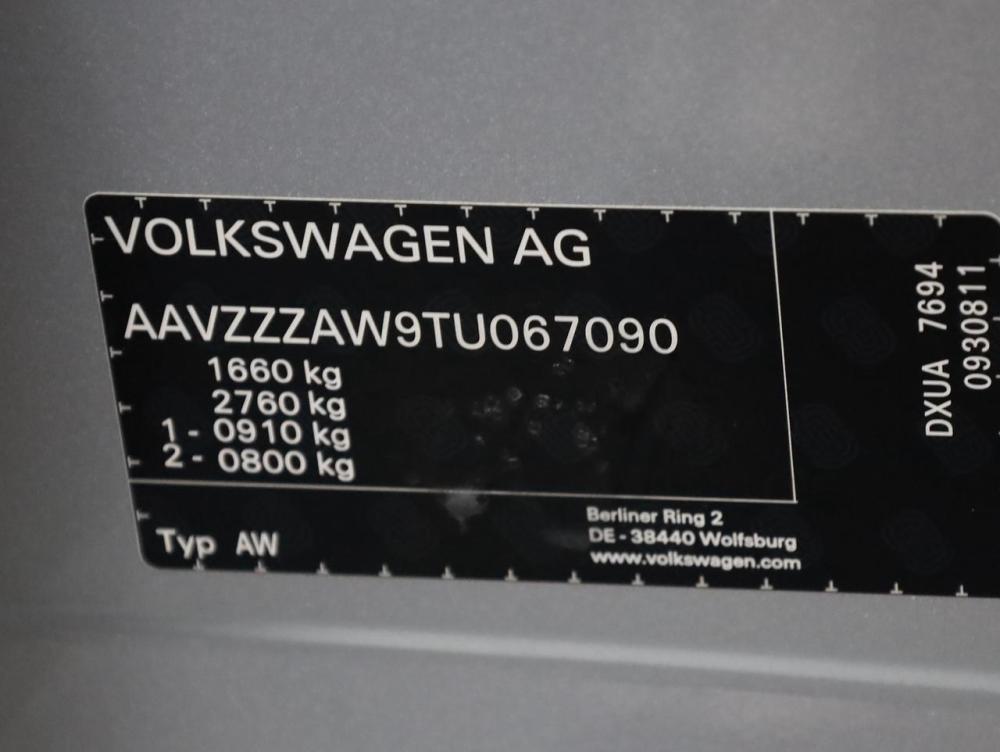 VOLKSWAGEN AG
AAVZZZAW9TU067090
1660 kg
2760 kg
1 - 0910 kg
2 - 0800 kg
Typ AW
Berliner Ring 2
DE - 38440 Wolfsburg
www.volkswagen.com
DXUA 7694
0930811